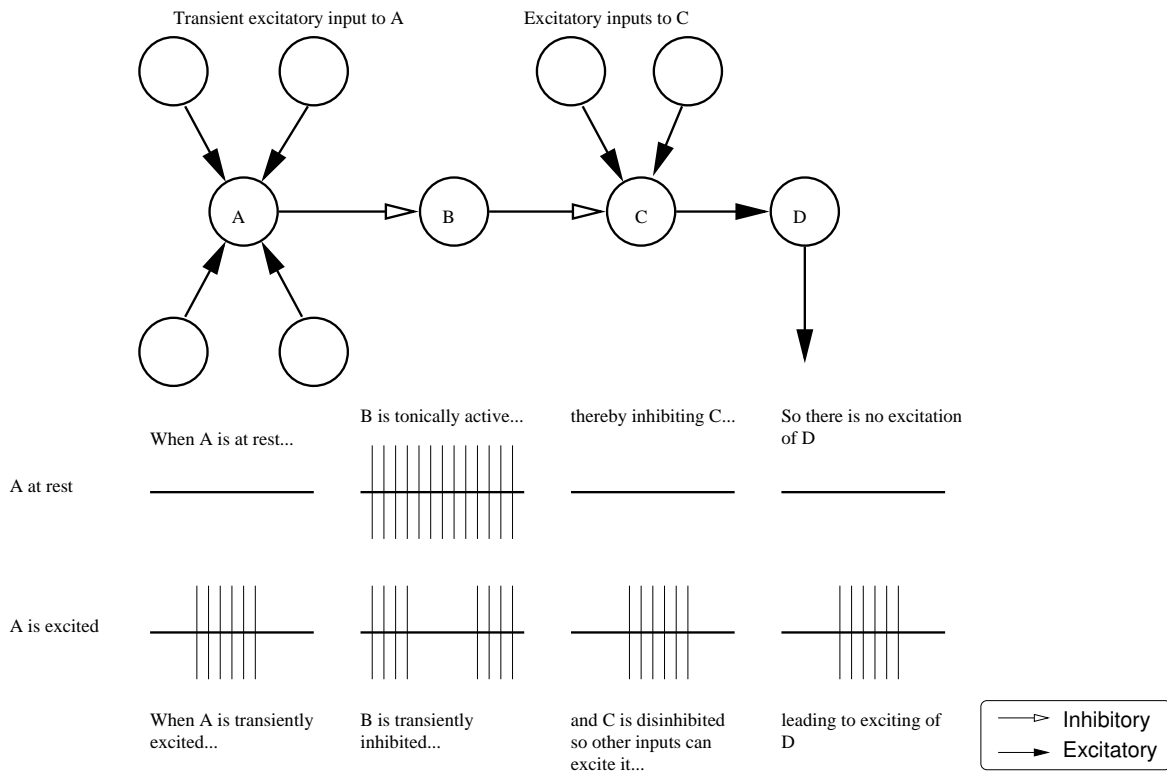 Transient excitatory input to A
Excitatory inputs to C
A
B
C
D
When A is at rest...
B is tonically active...
thereby inhibiting C...
So there is no excitation
of D
A at rest
A is excited
When A is transiently
excited...
B is transiently
inhibited...
and C is disinhibited
so other inputs can
excite it...
leading to exciting of
D
Inhibitory
Excitatory